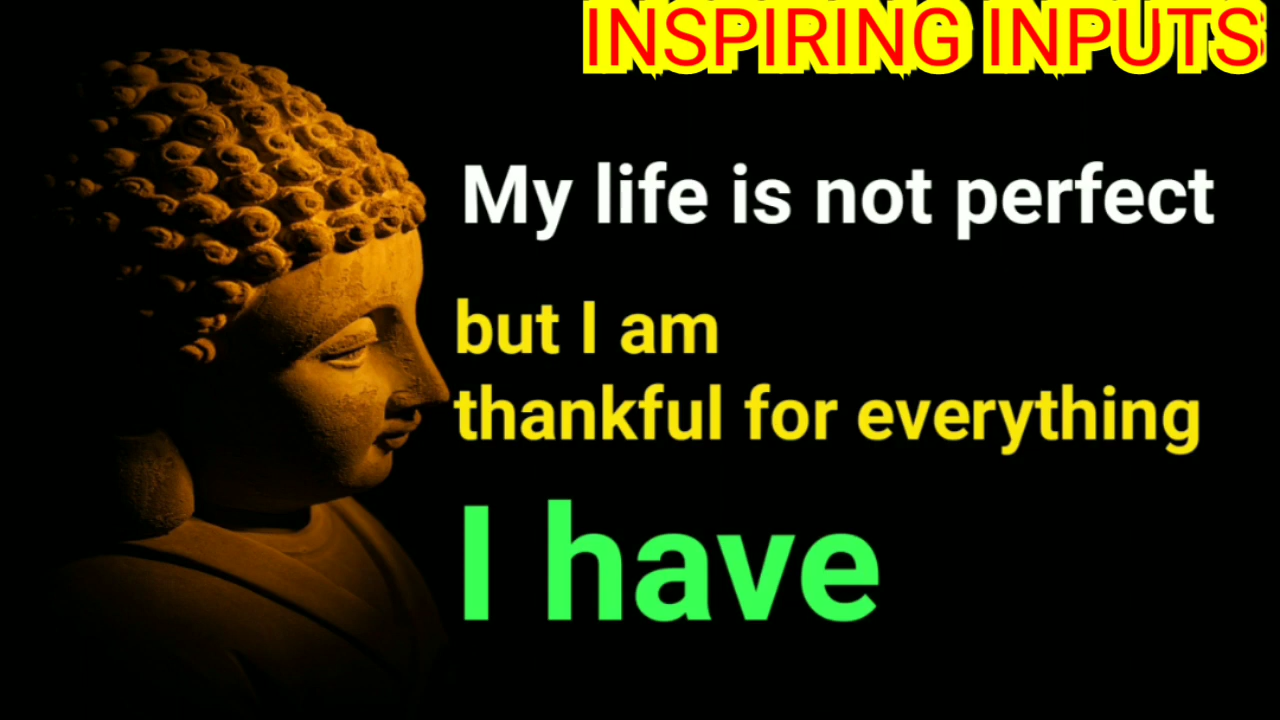 INSPIRING INPUTS
My life is not perfect
but I am
thankful for everything
I have